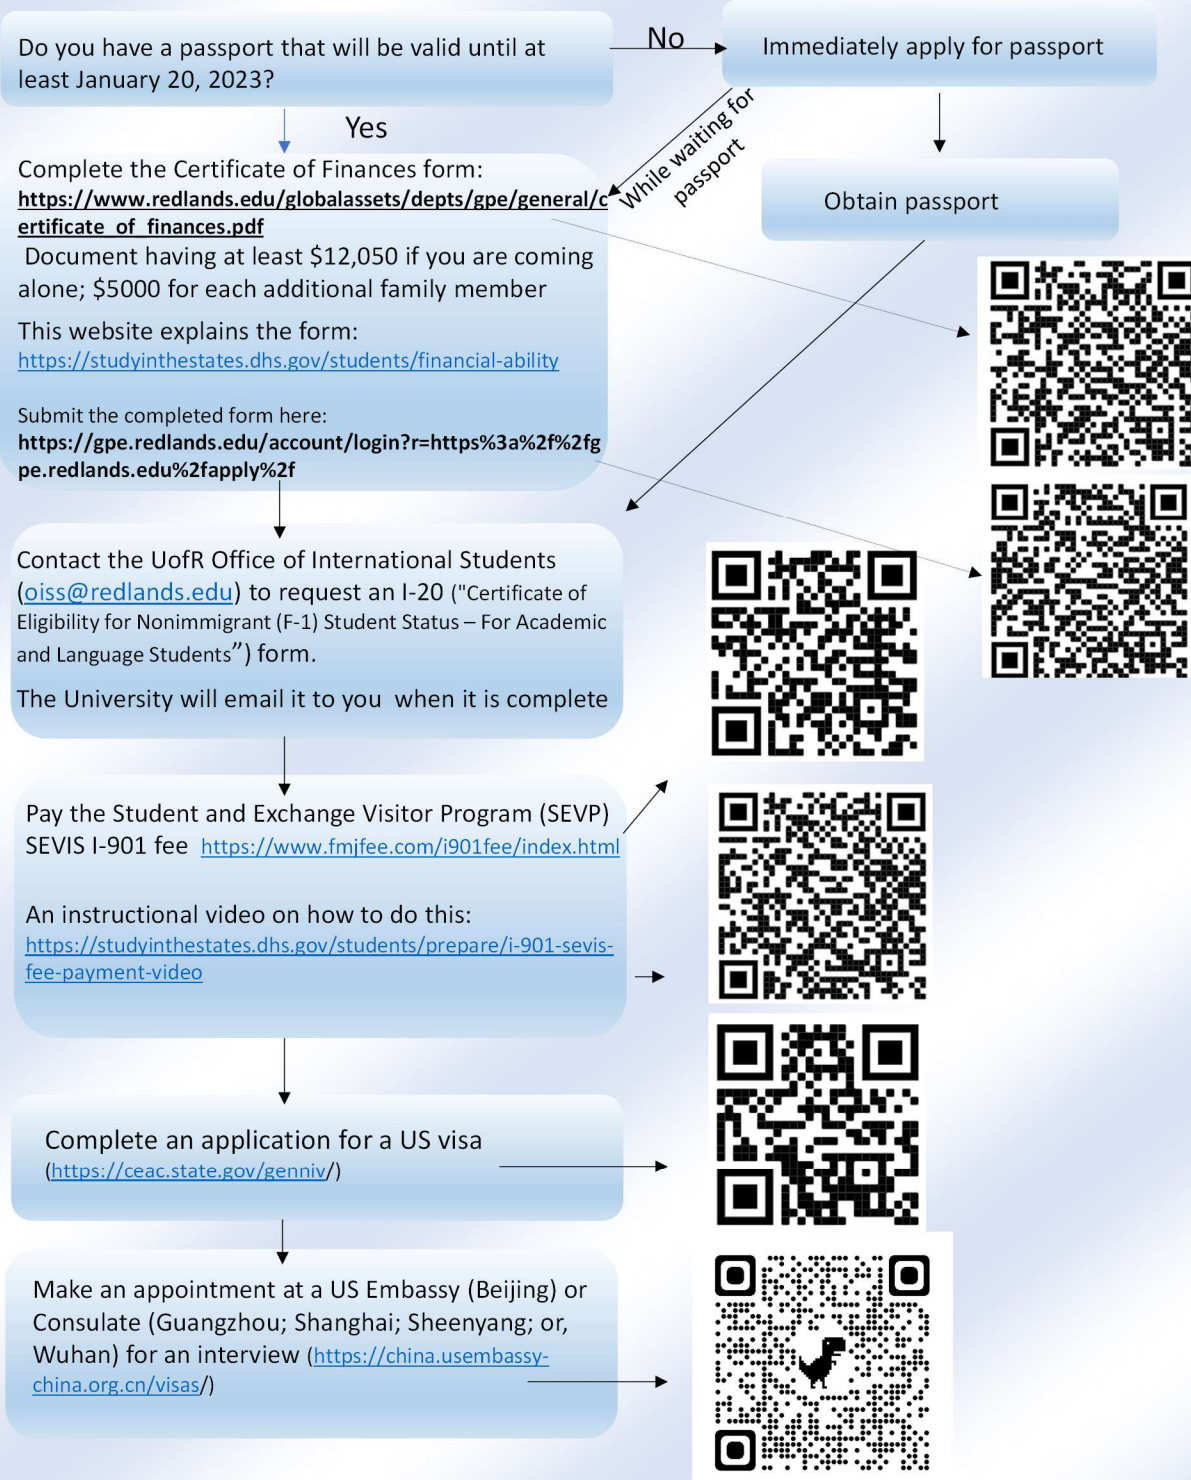 Do you have a passport that will be valid until at
least January 20, 2023?
No
Immediately apply for passport
Yes
While waiting for
passport
Obtain passport
Complete the Certificate of Finances form:
https://www.redlands.edu/globalassets/depts/gpe/general/c
ertificate_of_finances.pdf
Document having at least $12,050 if you are coming
alone; $5000 for each additional family member
This website explains the form:
https://studyinthestates.dhs.gov/students/financial-ability
Submit the completed form here:
https://gpe.redlands.edu/account/login?r=https%3a%2f%2fg
pe.redlands.edu%2fapply%2f
Contact the UofR Office of International Students
(oiss@redlands.edu) to request an I-20 ("Certificate of
Eligibility for Nonimmigrant (F-1) Student Status – For Academic
and Language Students”) form.
The University will email it to you when it is complete
Pay the Student and Exchange Visitor Program (SEVP)
SEVIS I-901 fee https://www.fmjfee.com/i901fee/index.html
An instructional video on how to do this:
https://studyinthestates.dhs.gov/students/prepare/i-901-sevis-
fee-payment-video
Complete an application for a US visa
(https://ceac.state.gov/genniv/)
Make an appointment at a US Embassy (Beijing) or
Consulate (Guangzhou; Shanghai; Sheenyang; or,
Wuhan) for an interview (https://china.usembassy-
china.org.cn/visas/)